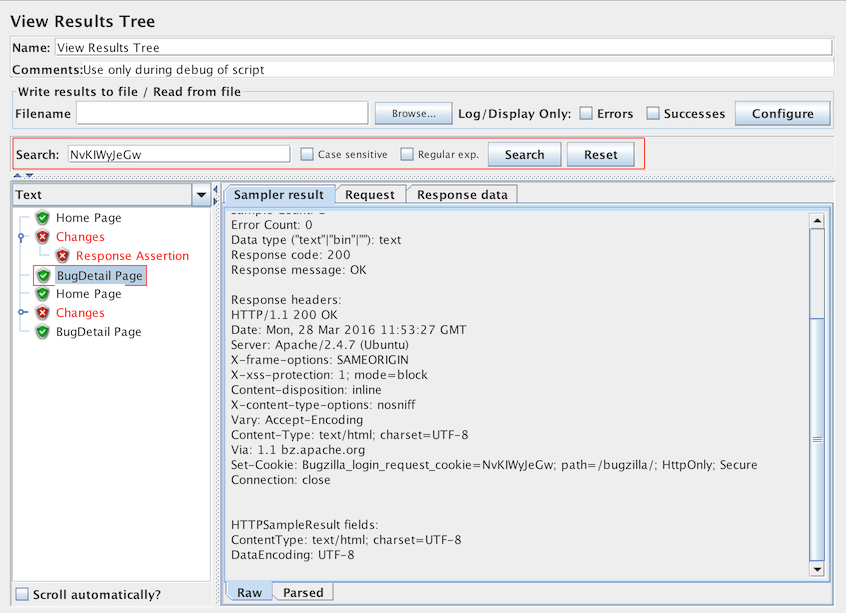 View Results Tree
Name: View Results Tree
Comments: Use only during debug of script
Write results to file / Read from file
Filename Browse... Log/Display Only: Errors Successes Configure
Search: NvKIWyJeGw Case sensitive Regular exp. Search Reset
Text
Home Page
Changes
Response Assertion
BugDetail Page
Home Page
Changes
BugDetail Page
Scroll automatically?
Sampler result Request Response data
Error Count: 0
Data type ("text"|"bin"|""): text
Response code: 200
Response message: OK
Response headers:
HTTP/1.1 200 OK
Date: Mon, 28 Mar 2016 11:53:27 GMT
Server: Apache/2.4.7 (Ubuntu)
X-frame-options: SAMEORIGIN
X-xss-protection: 1; mode=block
Content-disposition: inline
X-content-type-options: nosniff
Vary: Accept-Encoding
Content-Type: text/html; charset=UTF-8
Via: 1.1 bz.apache.org
Set-Cookie: Bugzilla_login_request_cookie=NvKIWyJeGw; path=/bugzilla/; HttpOnly; Secure
Connection: close
HTTPSampleResult fields:
ContentType: text/html; charset=UTF-8
DataEncoding: UTF-8
Raw Parsed